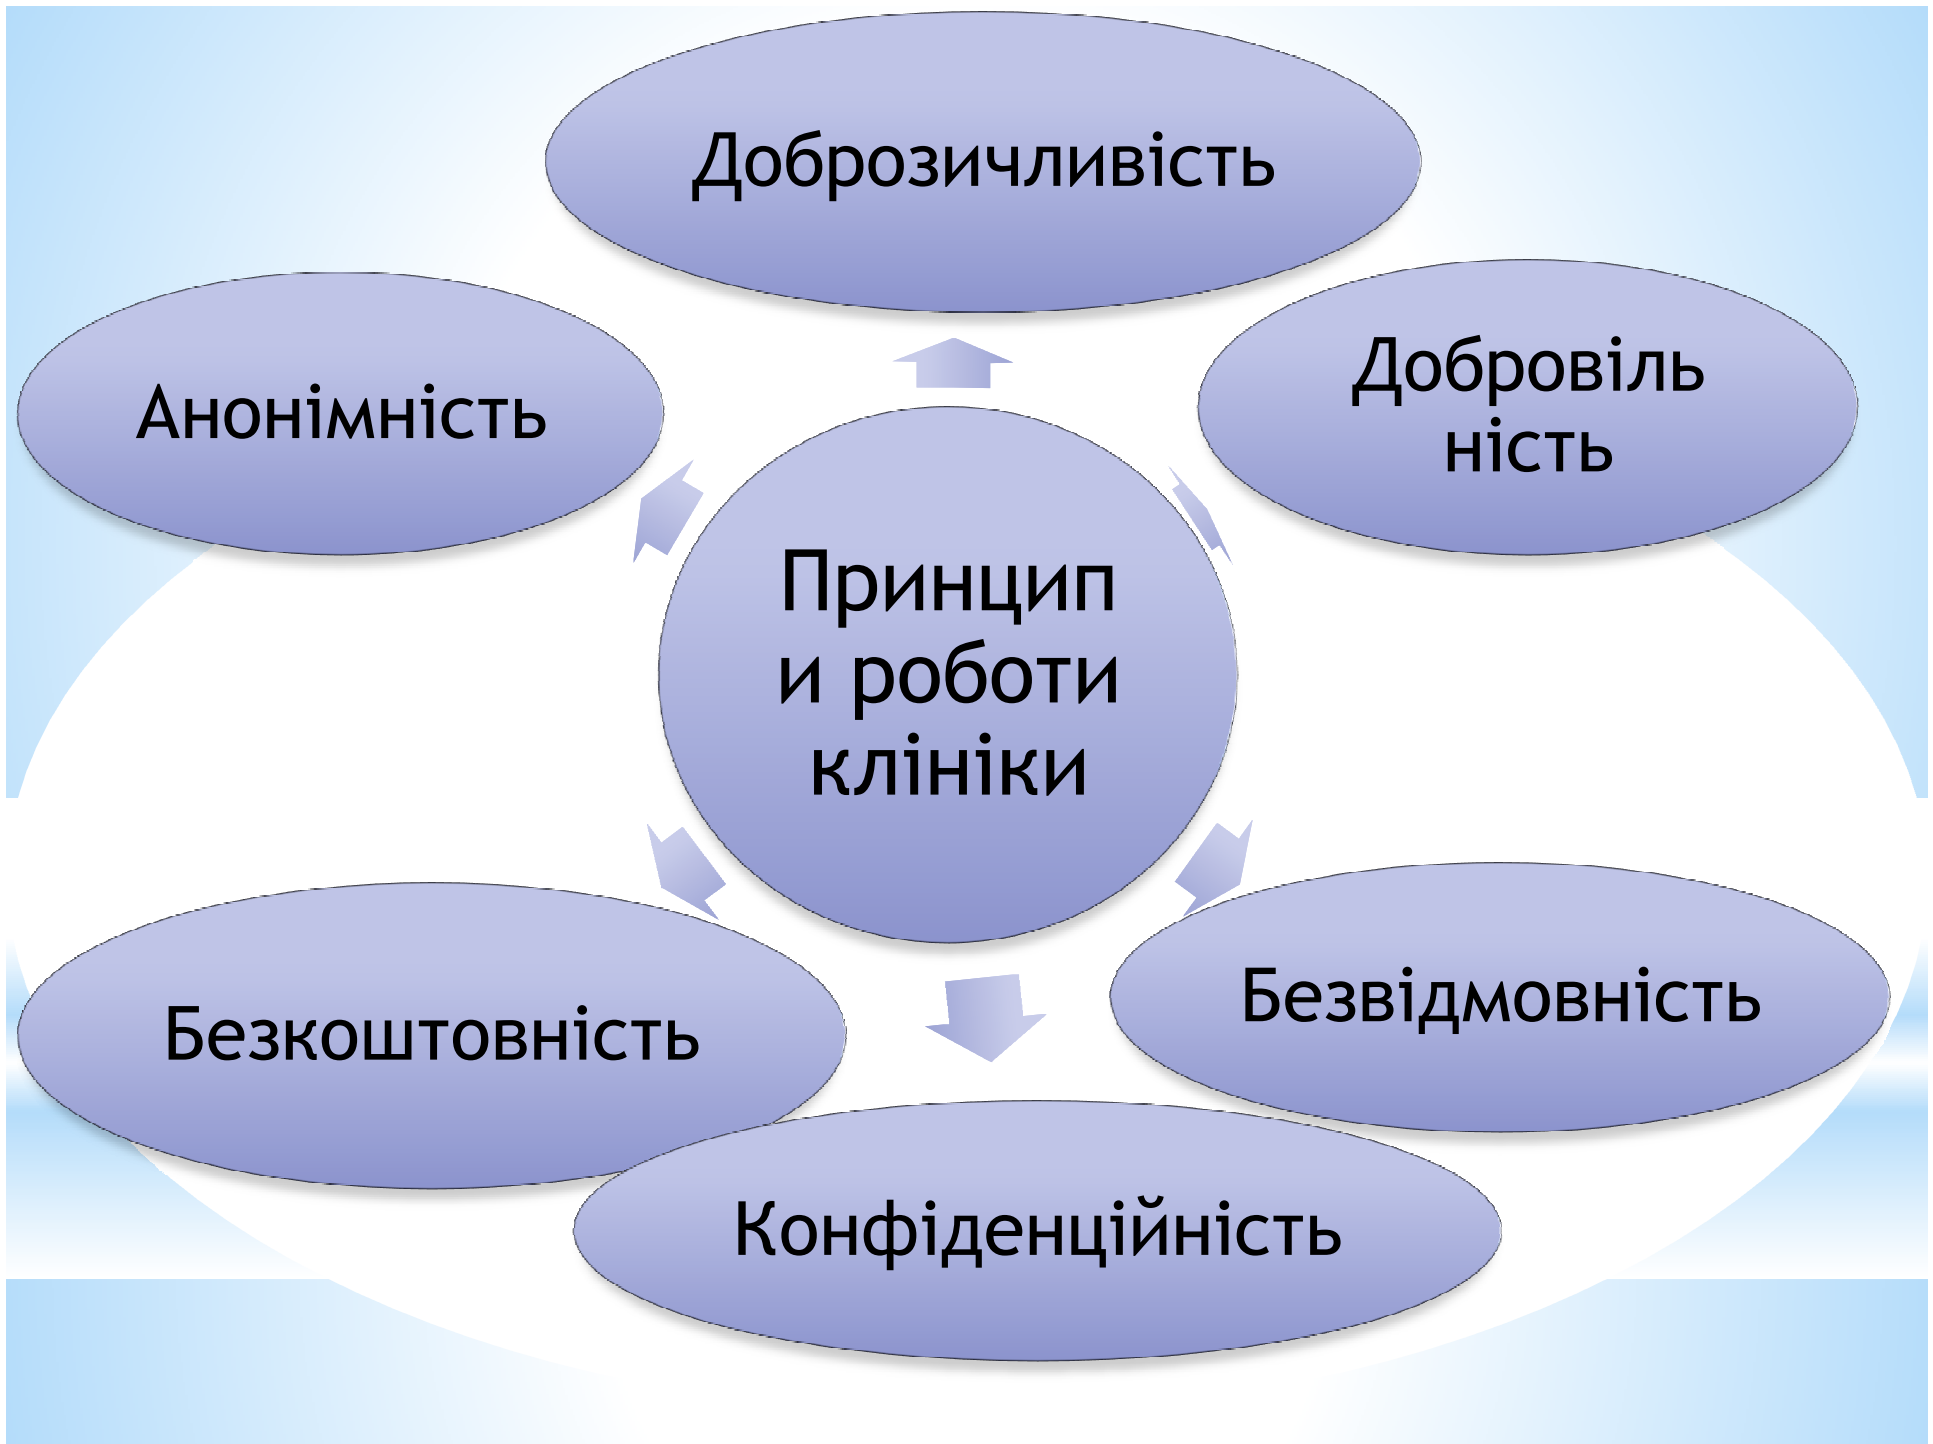 Доброзичливість
Анонімність
Добровіль
ність
Принцип
и роботи
клініки
Безкоштовність
Безвідмовність
Конфіденційність